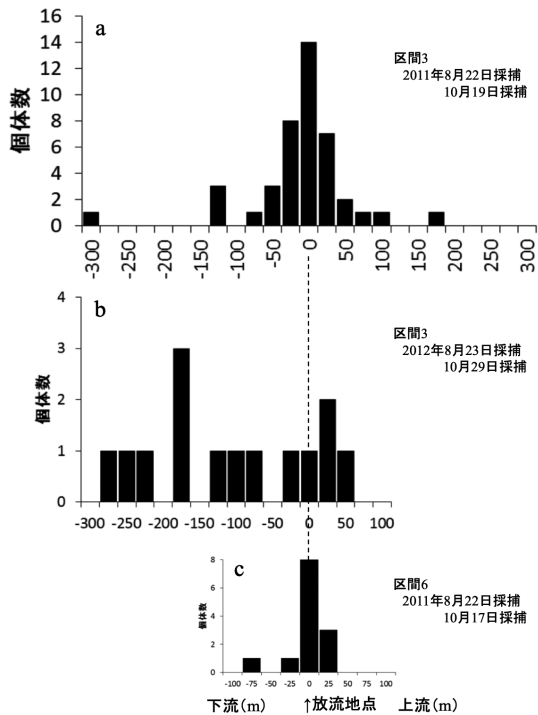 a
区間3
2011年8月22日採捕
10月19日採捕
個体数
16
14
12
10
8
6
4
2
0
-300 -250 -200 -150 -100 -50 0 50 100 150 200 250 300
b
区間3
2012年8月23日採捕
10月29日採捕
個体数
4
3
2
1
0
-300 -250 -200 -150 -100 -50 0 50 100
c
区間6
2011年8月22日採捕
10月17日採捕
個体数
8
6
4
2
0
-100 -75 -50 -25 0 25 50 75 100
下流(m) ↑放流地点 上流(m)